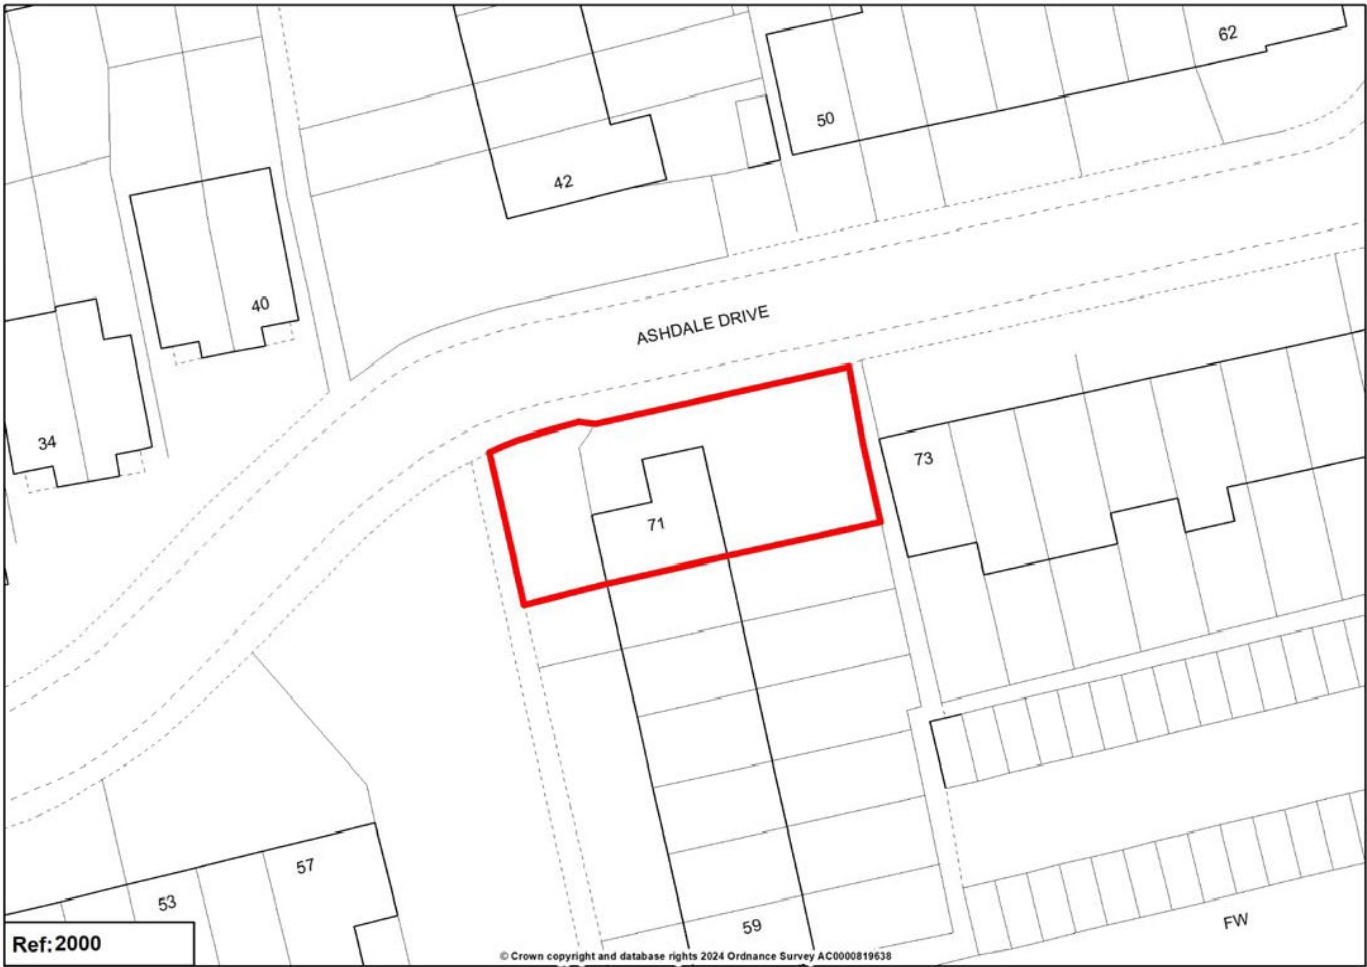 62
50
42
40
ASHDALE DRIVE
34
73
71
57
53
59
FW
Ref:2000
© Crown copyright and database rights 2024 Ordnance Survey AC0000819638